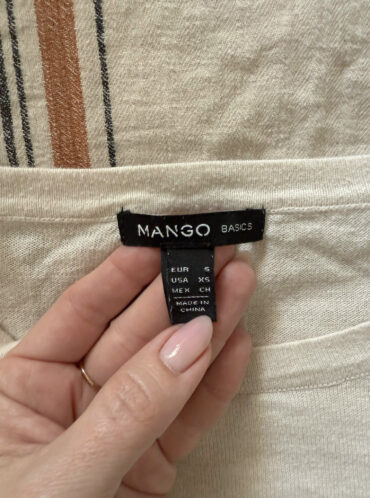 MANGO BASICS
EUR S
USA XS
MEX CH
MADE IN
CHINA